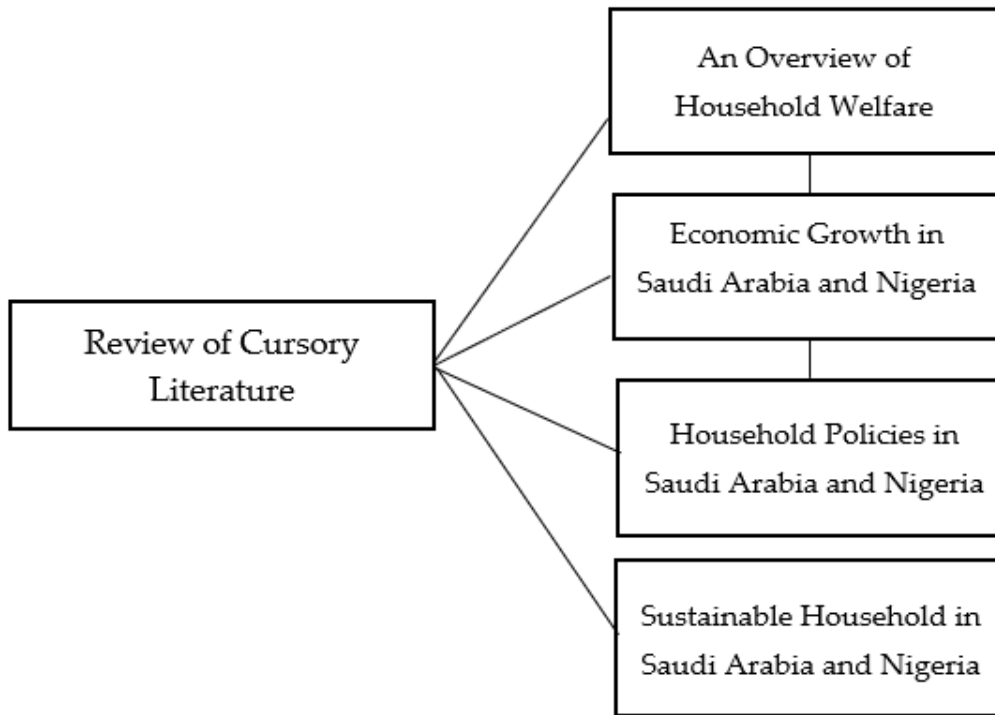 An Overview of
Household Welfare
Economic Growth in
Saudi Arabia and Nigeria
Review of Cursory
Literature
Household Policies in
Saudi Arabia and Nigeria
Sustainable Household in
Saudi Arabia and Nigeria